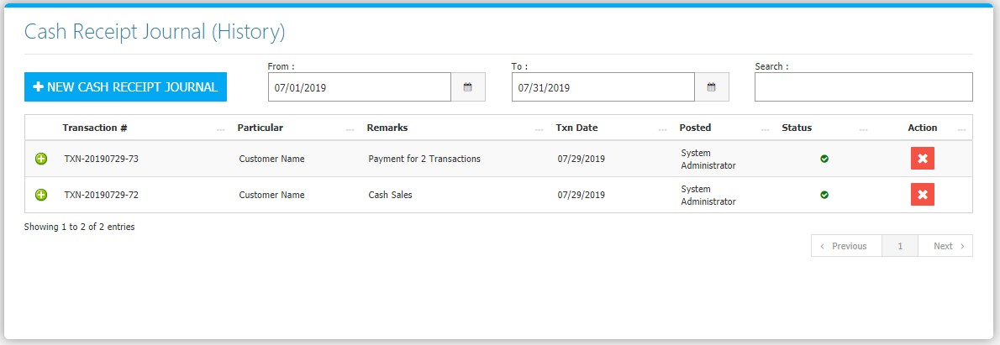 Cash Receipt Journal (History)
From :
To :
Search :
NEW CASH RECEIPT JOURNAL
07/01/2019
07/31/2019
Transaction # Particular Remarks Txn Date Posted Status Action
TXN-20190729-73 Customer Name Payment for 2 Transactions 07/29/2019 System
Administrator
TXN-20190729-72 Customer Name Cash Sales 07/29/2019 System
Administrator
Showing 1 to 2 of 2 entries
Previous 1 Next